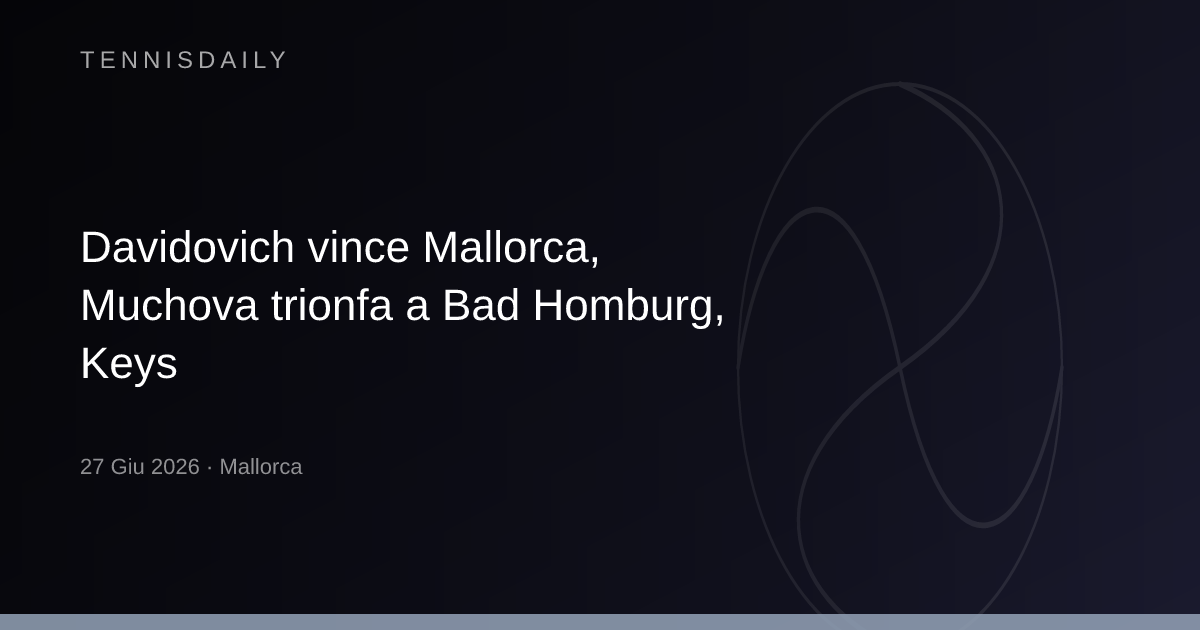 TENNISDAILY
Davidovich vince Mallorca,
Muchova trionfa a Bad Homburg,
Keys
27 Giu 2026 · Mallorca